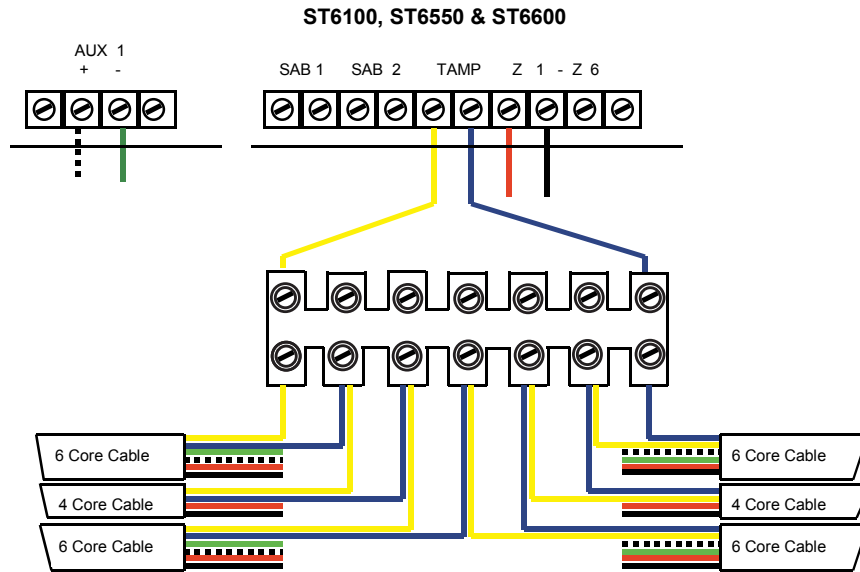 ST6100, ST6550 & ST6600
AUX 1
+ -
SAB 1 SAB 2 TAMP Z 1 - Z 6
6 Core Cable
4 Core Cable
6 Core Cable
6 Core Cable
4 Core Cable
6 Core Cable